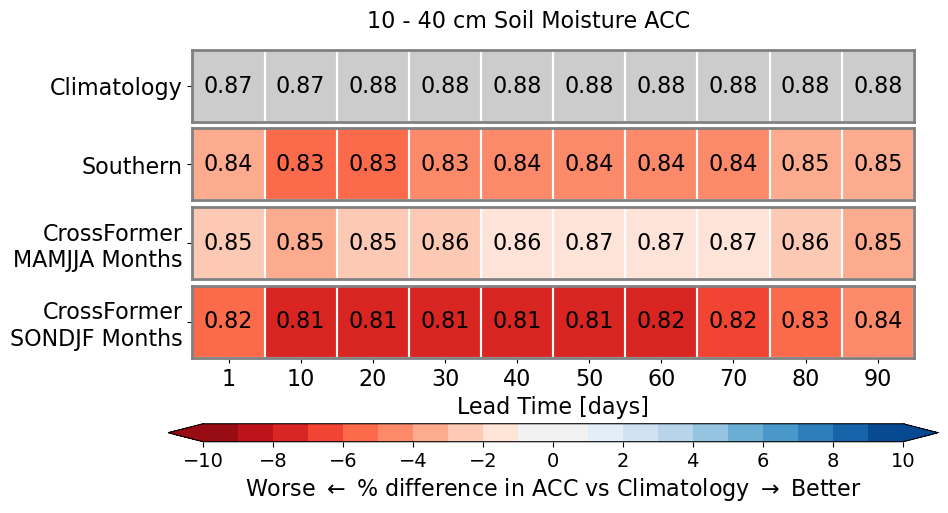 10 - 40 cm Soil Moisture ACC
Climatology 0.87 0.87 0.88 0.88 0.88 0.88 0.88 0.88 0.88 0.88
Southern 0.84 0.83 0.83 0.83 0.84 0.84 0.84 0.84 0.85 0.85
CrossFormer
MAMJJA Months 0.85 0.85 0.85 0.86 0.86 0.87 0.87 0.87 0.86 0.85
CrossFormer
SONDJF Months 0.82 0.81 0.81 0.81 0.81 0.81 0.82 0.82 0.83 0.84
1 10 20 30 40 50 60 70 80 90
Lead Time [days]
−10 −8 −6 −4 −2 0 2 4 6 8 10
Worse ← % difference in ACC vs Climatology → Better